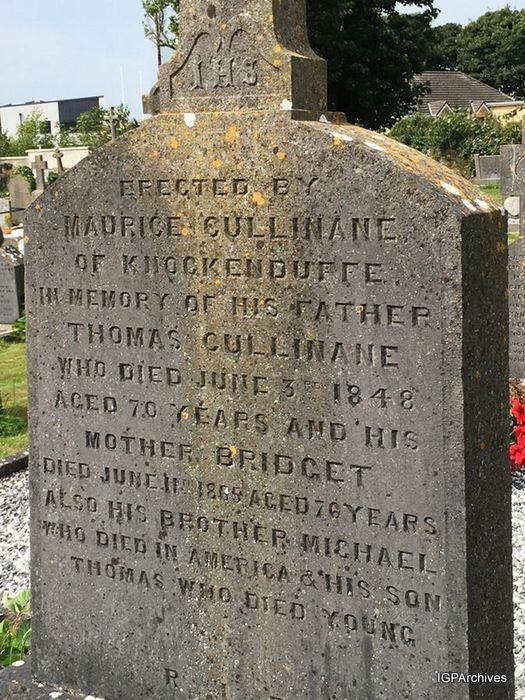 IHS
ERECTED BY
MAURICE CULLINANE
OF KNOCKENDUFFE
IN MEMORY OF HIS FATHER
THOMAS CULLINANE
WHO DIED JUNE 3RD 1848
AGED 70 YEARS AND HIS
MOTHER BRIDGET
DIED JUNE 11TH 1865 AGED 76 YEARS
ALSO HIS BROTHER MICHAEL
WHO DIED IN AMERICA & HIS SON
THOMAS WHO DIED YOUNG
IGPArchives